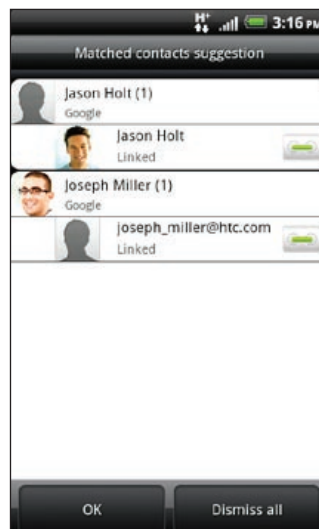 H+ 3:16 PM
Matched contacts suggestion
Jason Holt (1)
Google
Jason Holt
Linked
Joseph Miller (1)
Google
joseph_miller@htc.com
Linked
OK Dismiss all